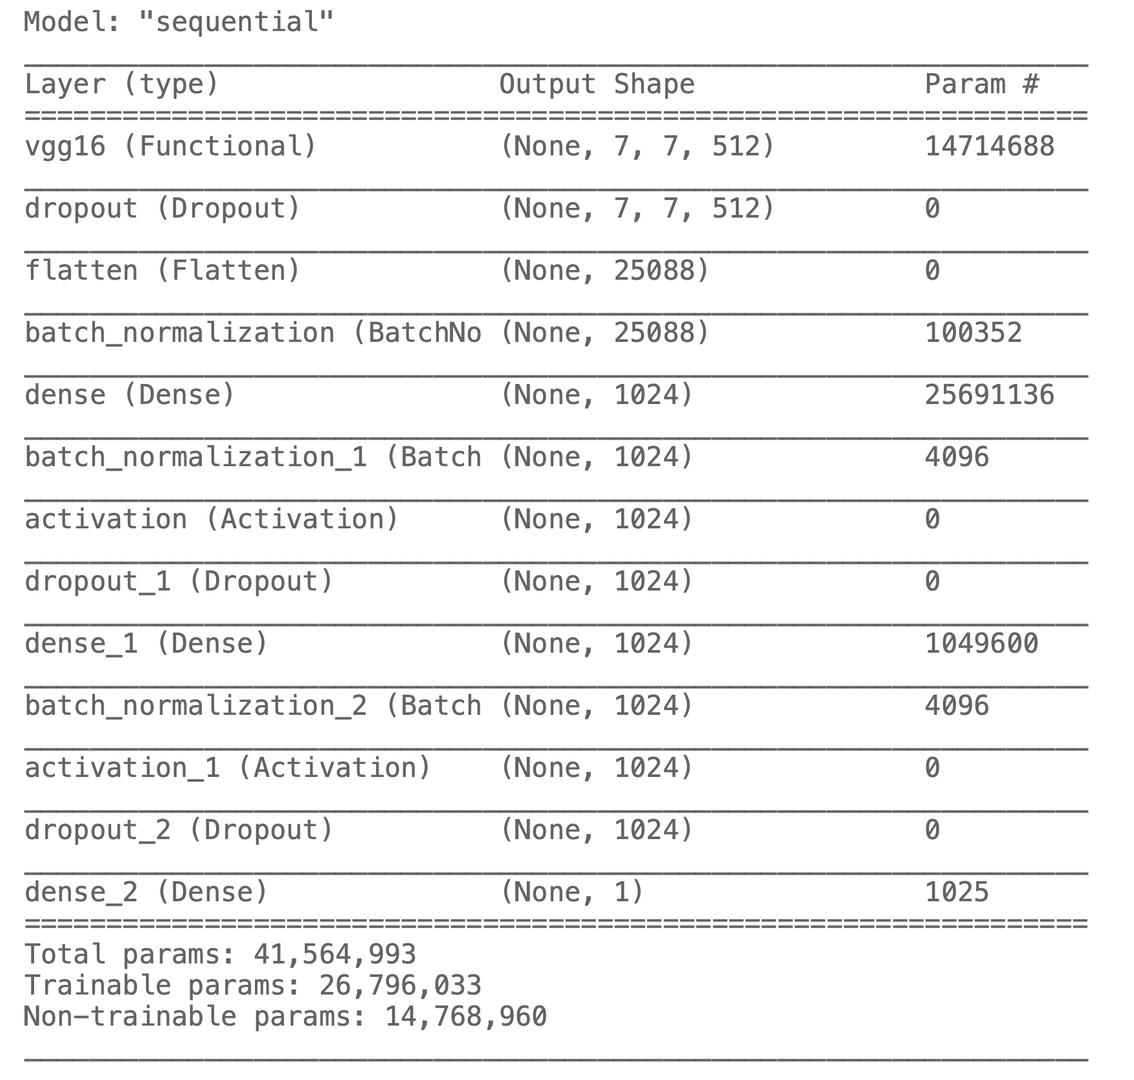 Model: "sequential"
Layer (type) Output Shape Param #
vgg16 (Functional) (None, 7, 7, 512) 14714688
dropout (Dropout) (None, 7, 7, 512) 0
flatten (Flatten) (None, 25088) 0
batch_normalization (BatchNo (None, 25088) 100352
dense (Dense) (None, 1024) 25691136
batch_normalization_1 (Batch (None, 1024) 4096
activation (Activation) (None, 1024) 0
dropout_1 (Dropout) (None, 1024) 0
dense_1 (Dense) (None, 1024) 1049600
batch_normalization_2 (Batch (None, 1024) 4096
activation_1 (Activation) (None, 1024) 0
dropout_2 (Dropout) (None, 1024) 0
dense_2 (Dense) (None, 1) 1025
Total params: 41,564,993
Trainable params: 26,796,033
Non-trainable params: 14,768,960